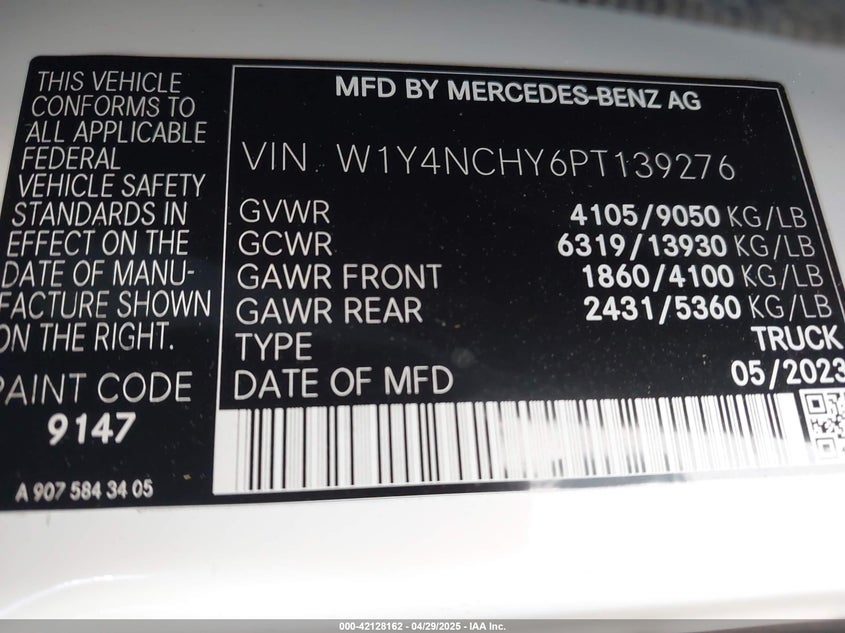 THIS VEHICLE
CONFORMS TO
ALL APPLICABLE
FEDERAL
VEHICLE SAFETY
STANDARDS IN
EFFECT ON THE
DATE OF MANU-
FACTURE SHOWN
ON THE RIGHT.
PAINT CODE
9147
A 907 584 34 05
MFD BY MERCEDES-BENZ AG
VIN W1Y4NCHY6PT139276
GVWR 4105/9050 KG/LB
GCWR 6319/13930 KG/LB
GAWR FRONT 1860/4100 KG/LB
GAWR REAR 2431/5360 KG/LB
TYPE TRUCK
DATE OF MFD 05/2023
000-42128162 - 04/29/2025 - IAA Inc.